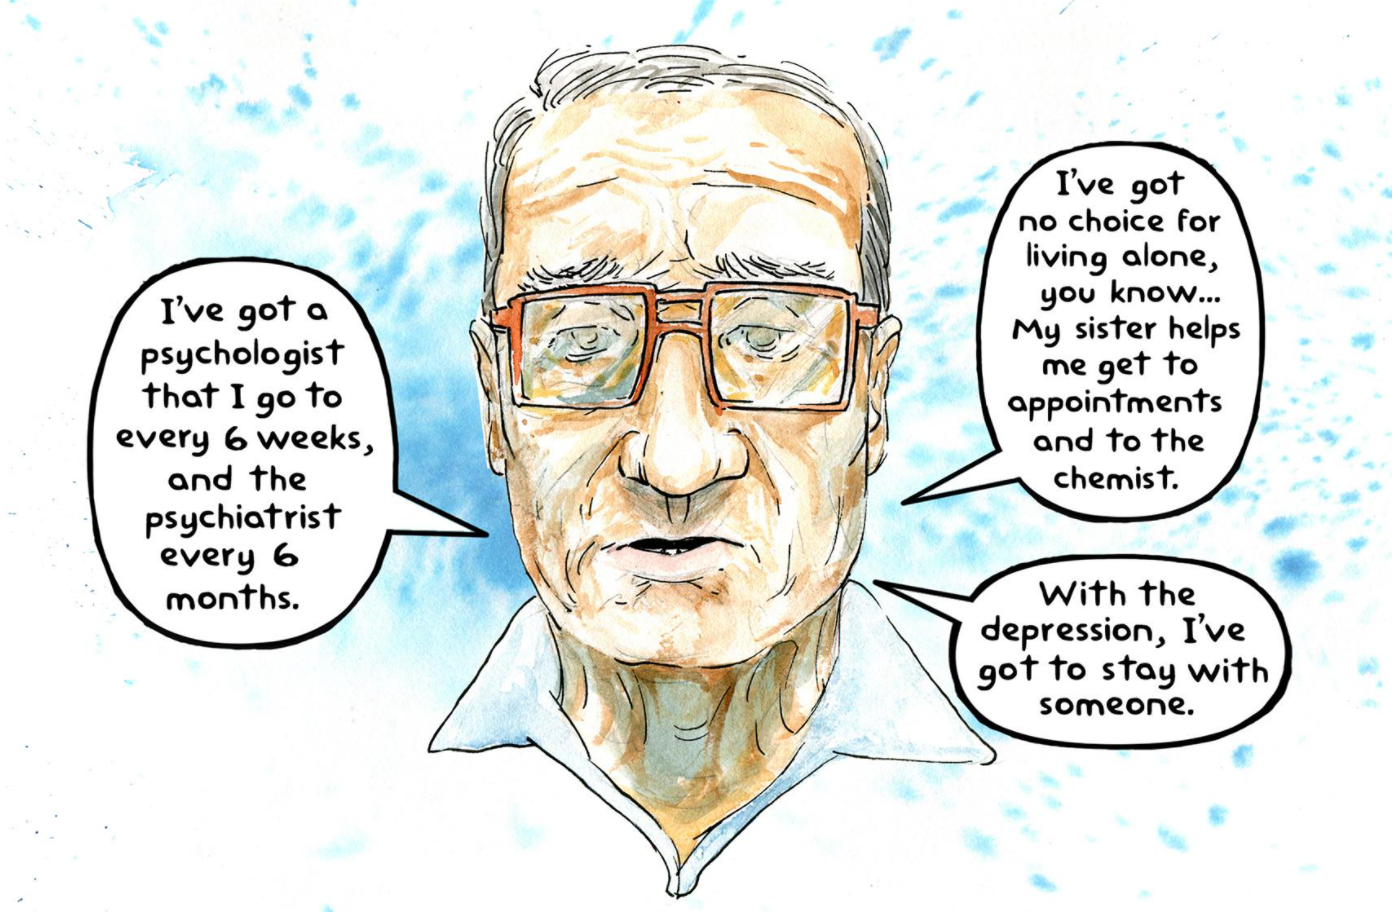 I've got a
psychologist
that I go to
every 6 weeks,
and the
psychiatrist
every 6
months.
I've got
no choice for
living alone,
you know...
My sister helps
me get to
appointments
and to the
chemist.
With the
depression, I've
got to stay with
someone.